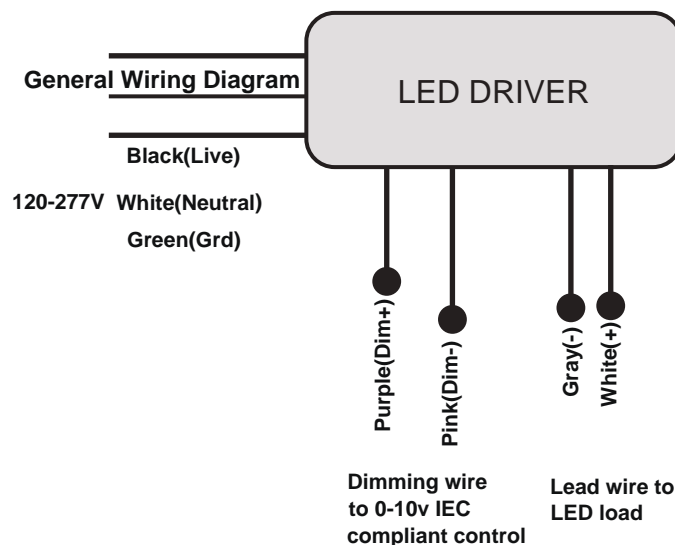 General Wiring Diagram
LED DRIVER
Black(Live)
120-277V White(Neutral)
Green(Grd)
Purple(Dim+)
Pink(Dim-)
Gray(-)
White(+)
Dimming wire
to 0-10v IEC
compliant control
Lead wire to
LED load